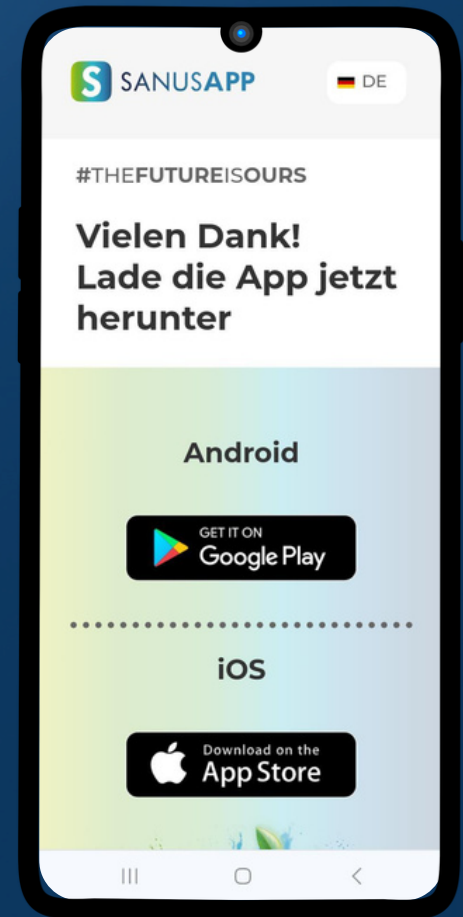 S SANUSAPP
DE
#THEFUTUREISOURS
Vielen Dank!
Lade die App jetzt
herunter
Android
GET IT ON
Google Play
iOS
Download on the
App Store